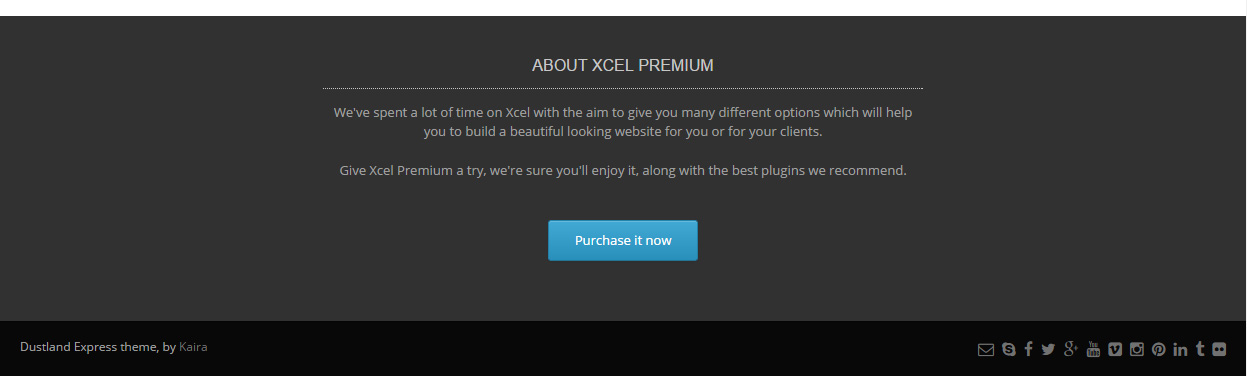 ABOUT XCEL PREMIUM
We've spent a lot of time on Xcel with the aim to give you many different options which will help
you to build a beautiful looking website for you or for your clients.
Give Xcel Premium a try, we're sure you'll enjoy it, along with the best plugins we recommend.
Purchase it now
Dustland Express theme, by Kaira